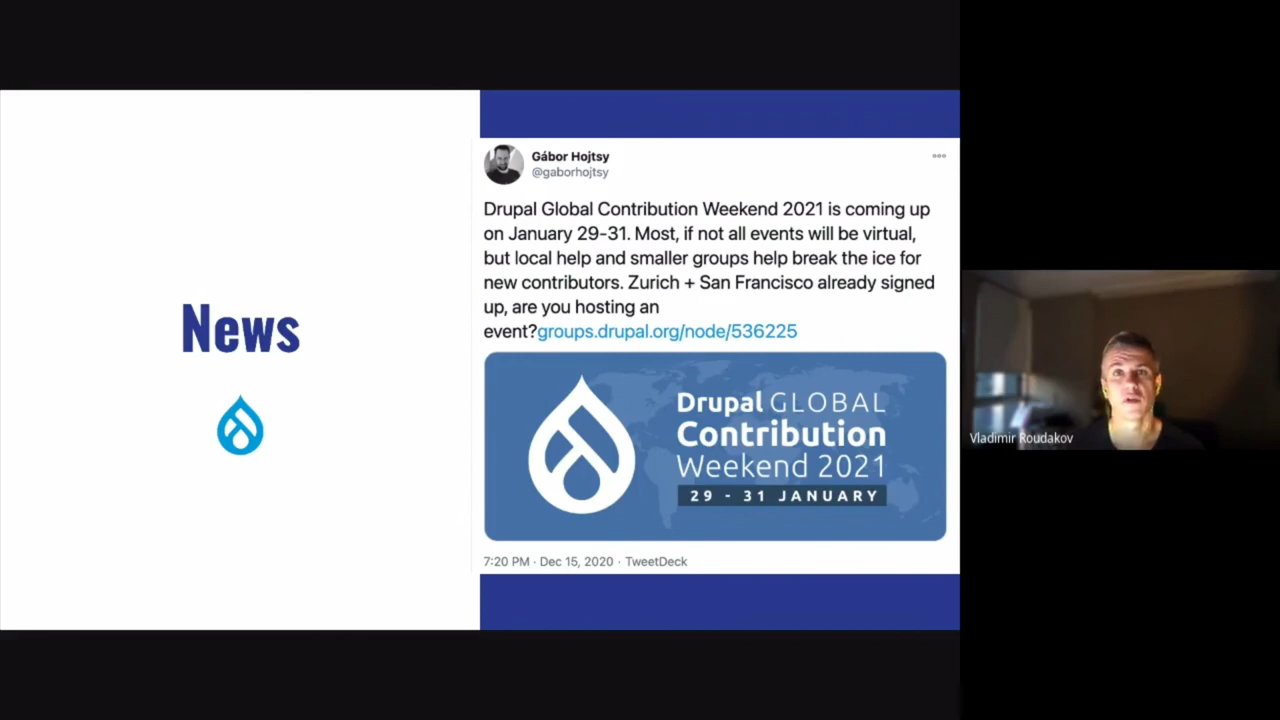 News
Gábor Hojtsy
@gaborhojtsy
Drupal Global Contribution Weekend 2021 is coming up
on January 29-31. Most, if not all events will be virtual,
but local help and smaller groups help break the ice for
new contributors. Zurich + San Francisco already signed
up, are you hosting an
event?groups.drupal.org/node/536225
Drupal GLOBAL
Contribution
Weekend 2021
29 - 31 JANUARY
7:20 PM · Dec 15, 2020 · TweetDeck
Vladimir Roudakov